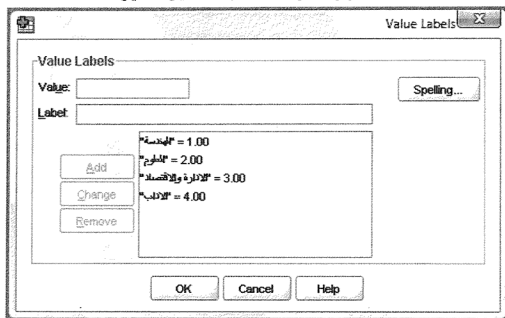 Value Labels
Value Labels
Value:
Spelling...
Label:
"الهندسة" = 1.00
"العلوم" = 2.00
"الادارة والاقتصاد" = 3.00
"الاداب" = 4.00
Add
Change
Remove
OK Cancel Help